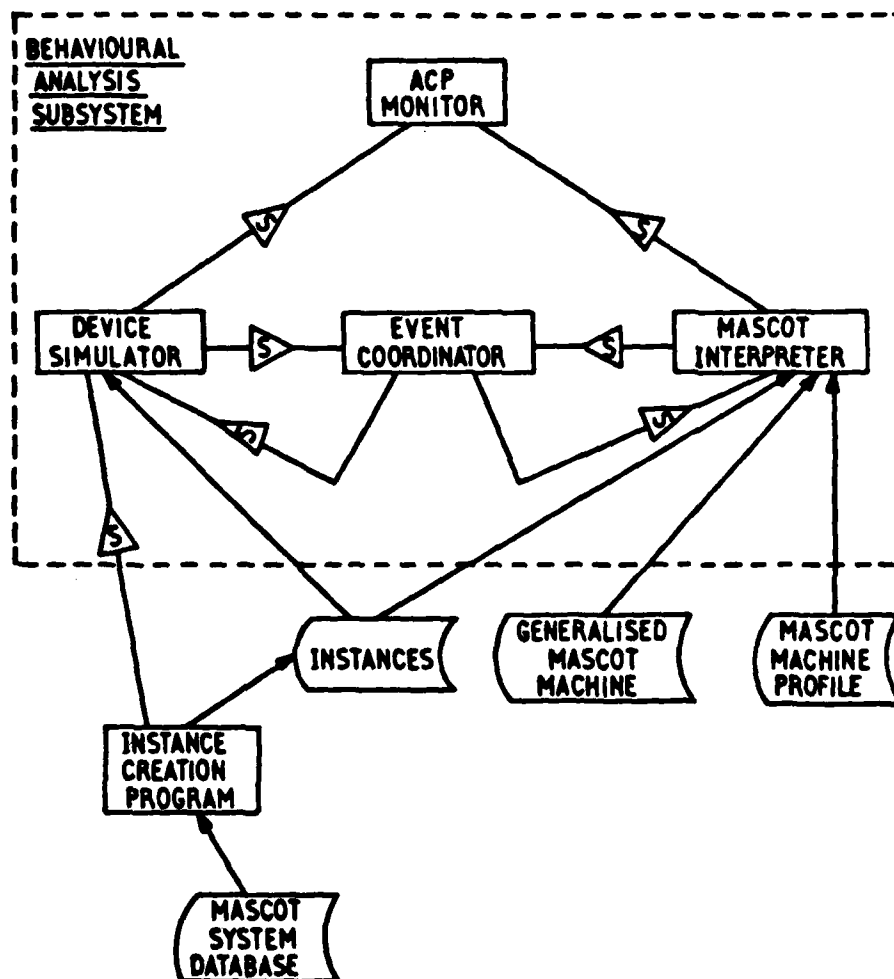 BEHAVIOURAL
ANALYSIS
SUBSYSTEM
ACP
MONITOR
S
S
DEVICE
SIMULATOR
S
EVENT
COORDINATOR
S
MASCOT
INTERPRETER
S
S
S
INSTANCES
GENERALISED
MASCOT
MACHINE
MASCOT
MACHINE
PROFILE
INSTANCE
CREATION
PROGRAM
MASCOT
SYSTEM
DATABASE